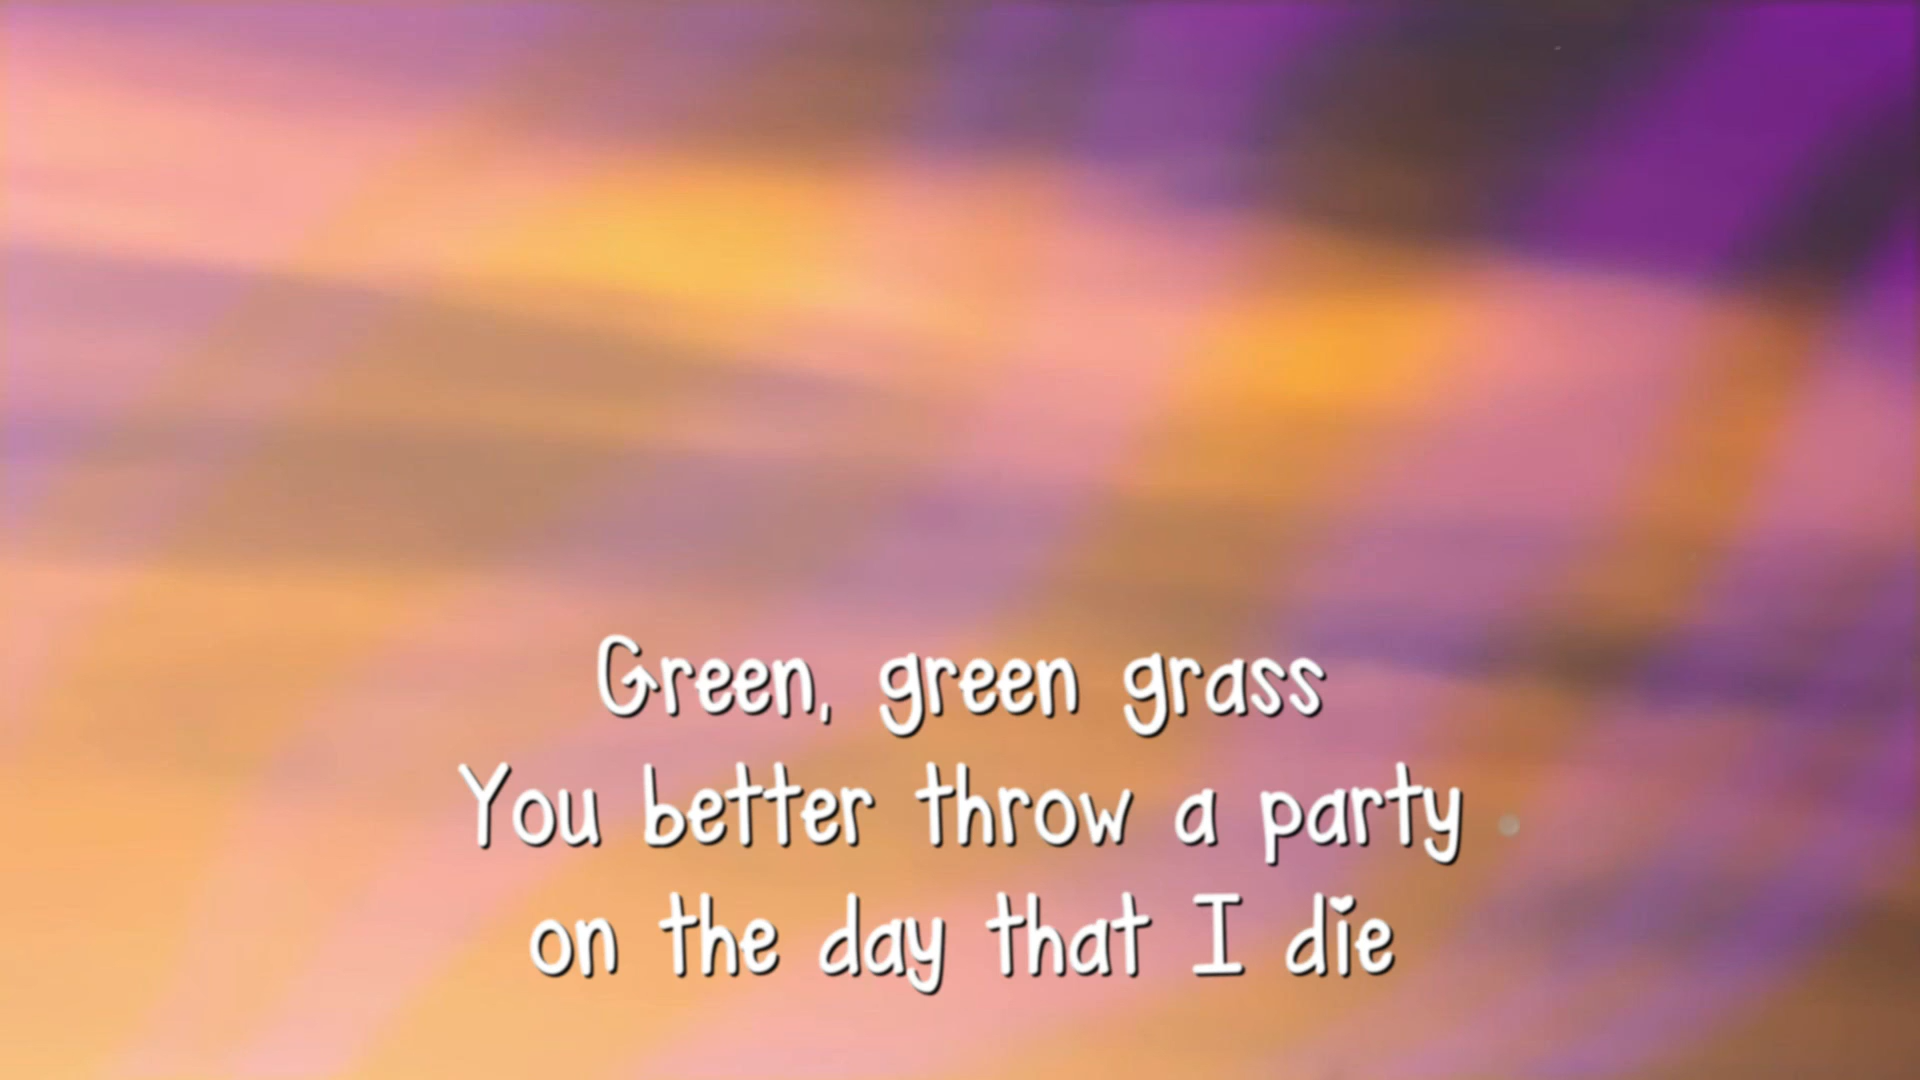 Green, green grass
You better throw a party
on the day that I die